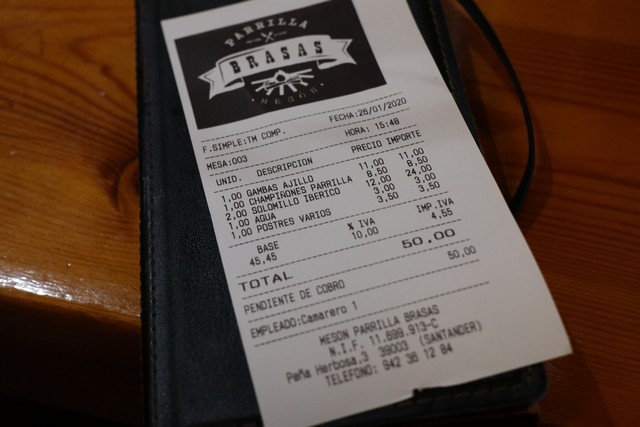 PARRILLA
BRASAS
MESON
F.SIMPLE:TM COMP. FECHA:26/01/2020
MESA:003 HORA: 15:48
UNID. DESCRIPCION PRECIO IMPORTE
1,00 GAMBAS AJILLO 11,00 11,00
1,00 CHAMPIÑONES PARRILLA 8,50 8,50
2,00 SOLOMILLO IBERICO 12,00 24,00
1,00 AGUA 3,00 3,00
1,00 POSTRES VARIOS 3,50 3,50
BASE % IVA IMP.IVA
45,45 10,00 4,55
TOTAL 50,00
PENDIENTE DE COBRO 50,00
EMPLEADO:Camarero 1
MESON PARRILLA BRASAS
N.I.F. 11.699.913-C
Peña Herbosa,3 39003 (SANTANDER)
TELEFONO: 942 36 12 84